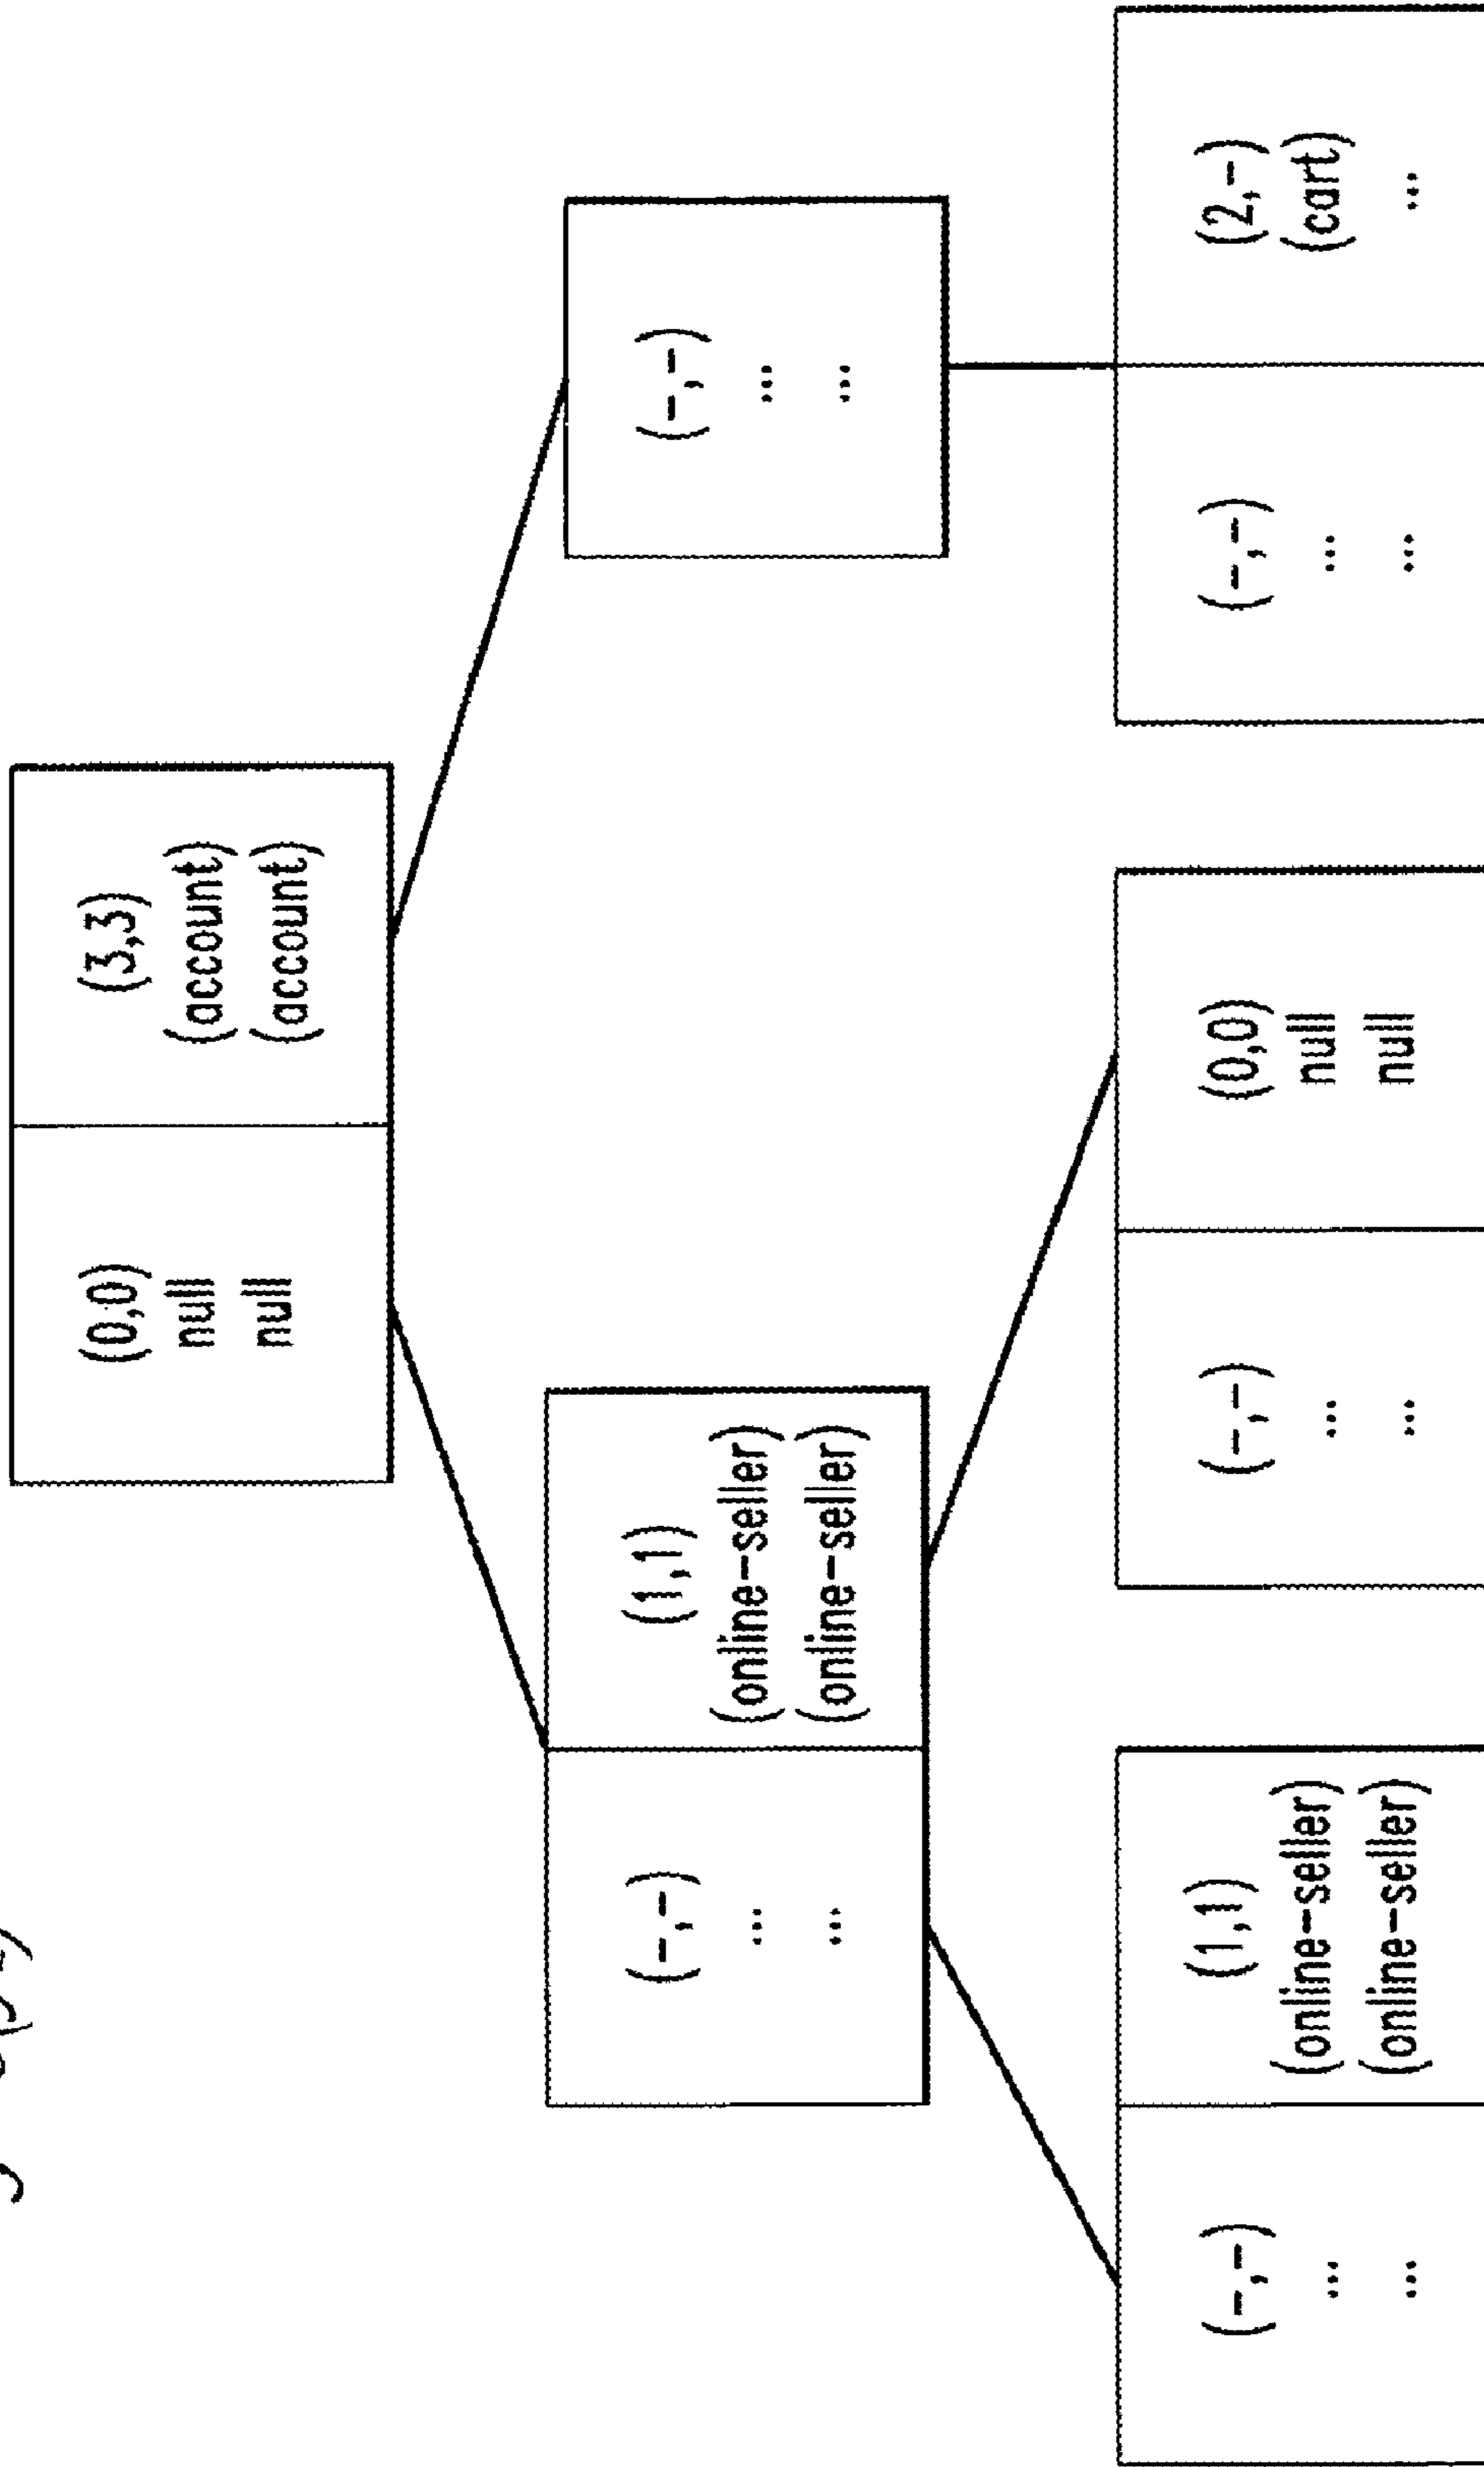 (0,0)
null
null
(3,3)
(account)
(account)
(-,-)
...
...
(1,1)
(online-seller)
(online-seller)
(-,-)
...
...
(-,-)
...
...
(1,1)
(online-seller)
(online-seller)
(-,-)
...
...
(0,0)
null
null
(-,-)
...
...
(2,-)
(cart)
...